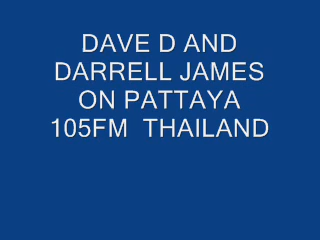 DAVE D AND
DARRELL JAMES
ON PATTAYA
105FM  THAILAND